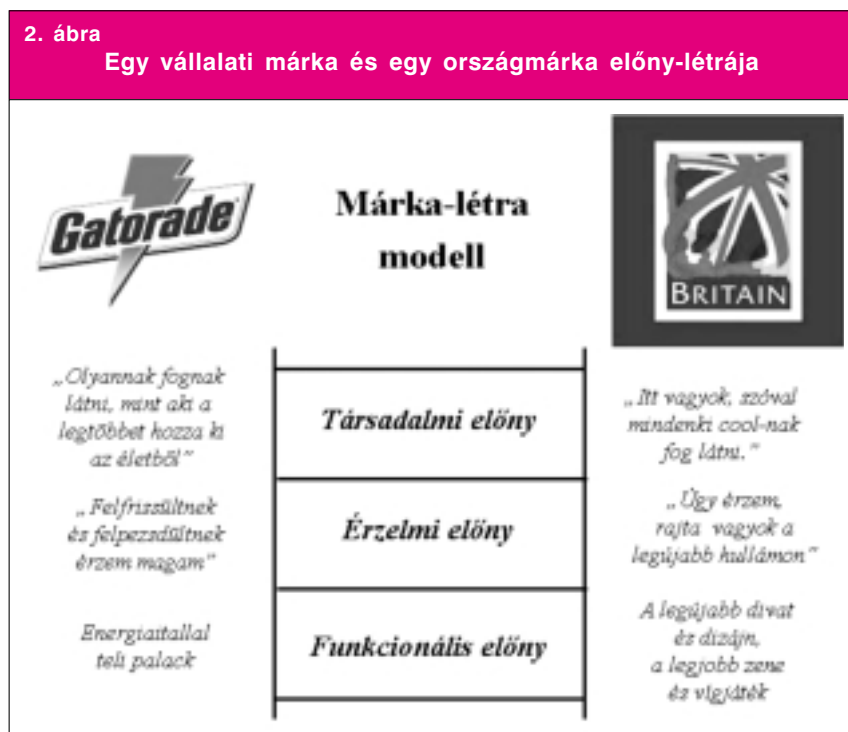 2. ábra
Egy vállalati márka és egy országmárka előny-létrája
Gatorade
Márka-létra
modell
BRITAIN
„Olyannak fognak
látni, mint aki a
legtöbbet hozza ki
az életből”
Társadalmi előny
„Itt vagyok, szóval
mindenki cool-nak
fog látni.”
„Felfrissültnek
és felpezsdültnek
érzem magam”
Érzelmi előny
„Úgy érzem,
rajta vagyok a
legújabb hullámon”
Energiaitallal
teli palack
Funkcionális előny
A legújabb divat
és dizájn,
a legjobb zene
és vígjáték